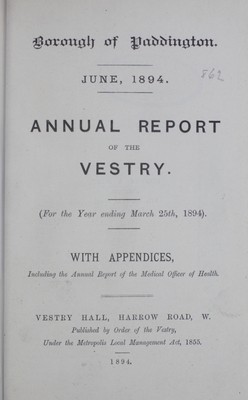 Borough of Paddington.
JUNE, 1894.
862
ANNUAL REPORT
OF THE
VESTRY.
(For the Year ending March 25th, 1894).
WITH APPENDICES,
Including the Annual Report of the Medical Officer of Health.
VESTRY HALL, HARROW ROAD, W.
Published by Order of the Vestry,
Under the Metropolis Local Management Act, 1855.
1894.